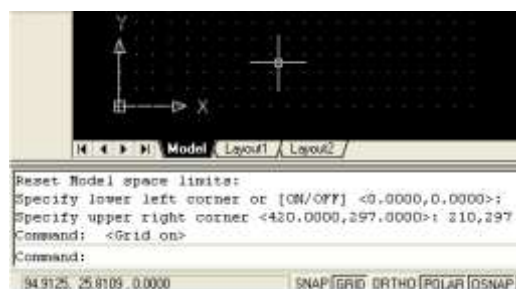 Y
X
Model Layout1 Layout2
Reset Model space limits:
Specify lower left corner or [ON/OFF] <0.0000,0.0000>:
Specify upper right corner <420.0000,297.0000>: 210,297
Command: <Grid on>
Command:
94.9125, 25.8109, 0.0000 SNAP GRID ORTHO POLAR OSNAP